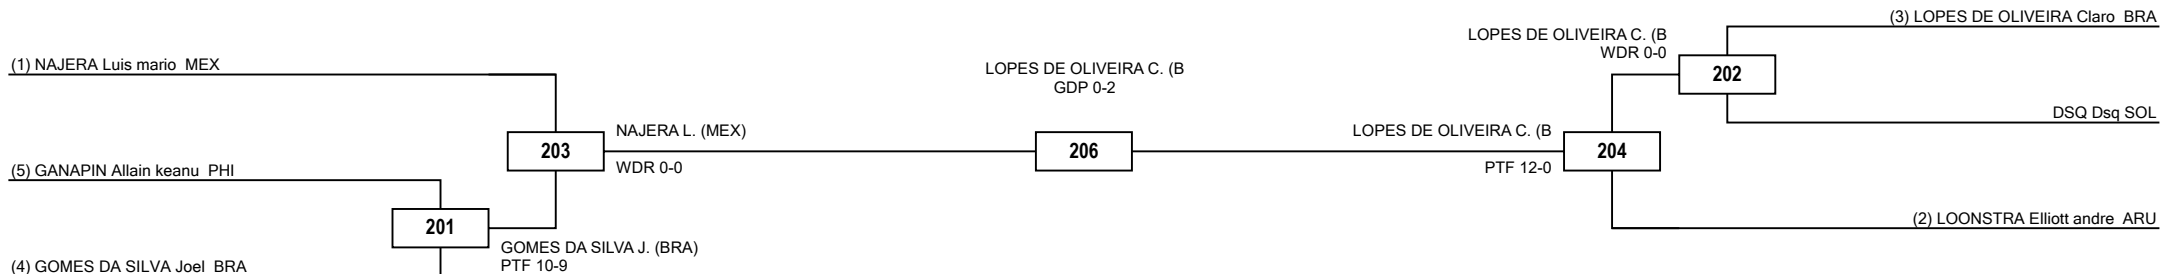 (3) LOPES DE OLIVEIRA Claro BRA
LOPES DE OLIVEIRA C. (B
WDR 0-0
(1) NAJERA Luis mario MEX
LOPES DE OLIVEIRA C. (B
GDP 0-2
202
DSQ Dsq SOL
NAJERA L. (MEX)
LOPES DE OLIVEIRA C. (B
203
206
204
WDR 0-0
PTF 12-0
(5) GANAPIN Allain keanu PHI
201
(2) LOONSTRA Elliott andre ARU
GOMES DA SILVA J. (BRA)
PTF 10-9
(4) GOMES DA SILVA Joel BRA